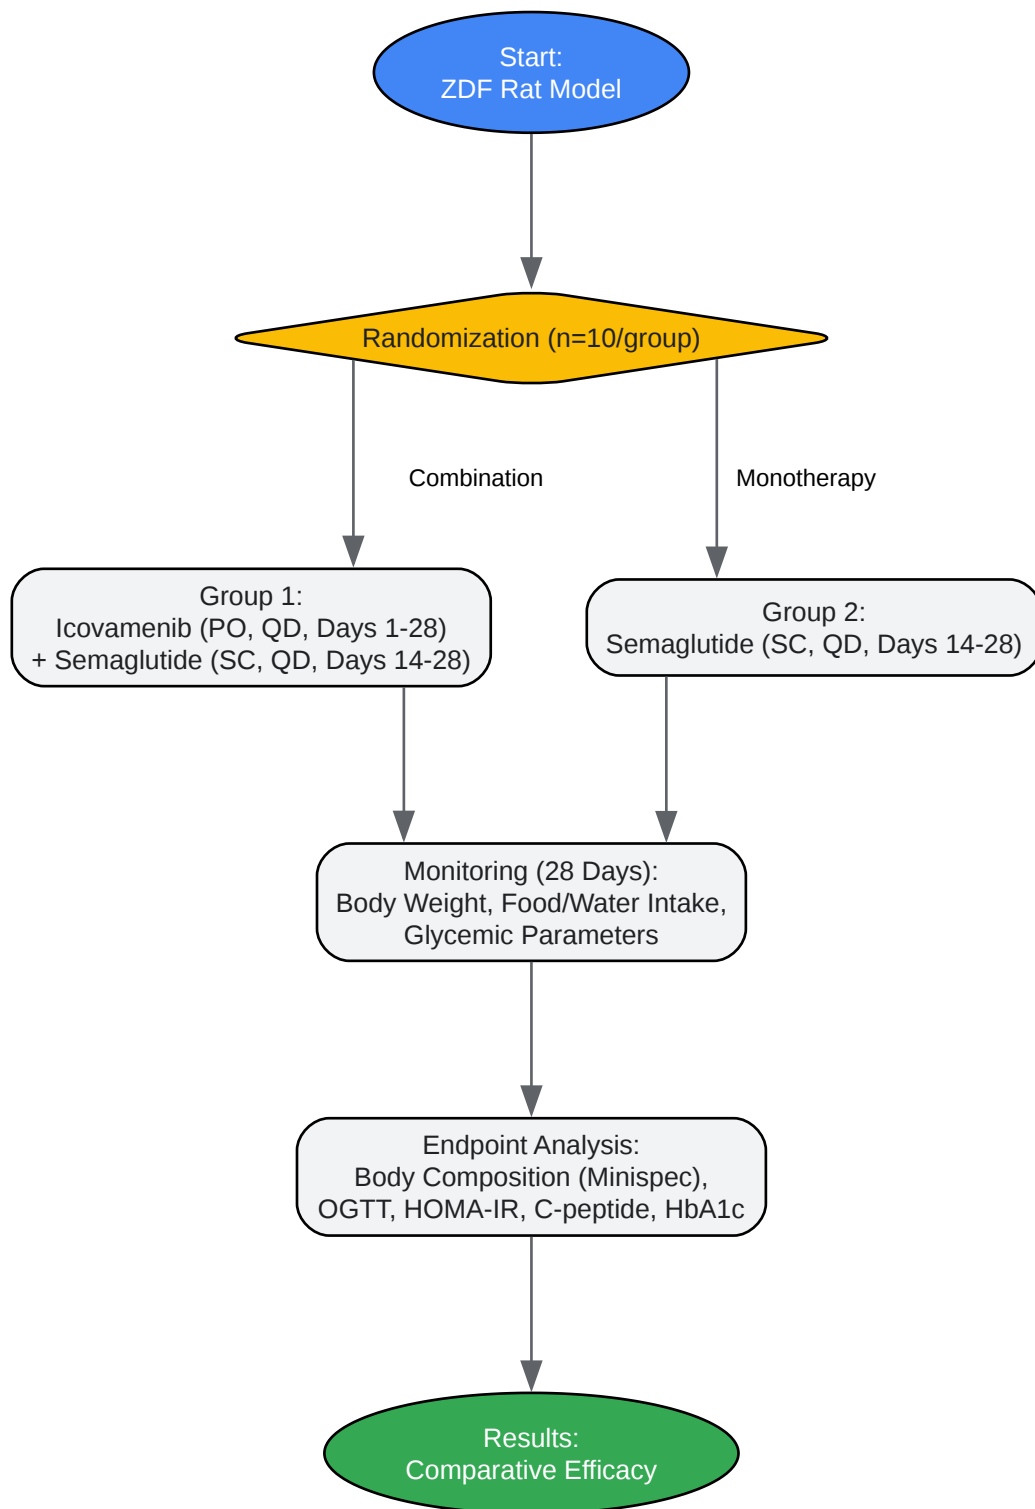 Start:
ZDF Rat Model
Randomization (n=10/group)
Combination
Monotherapy
Group 1:
Icovamenib (PO, QD, Days 1-28)
+ Semaglutide (SC, QD, Days 14-28)
Group 2:
Semaglutide (SC, QD, Days 14-28)
Monitoring (28 Days):
Body Weight, Food/Water Intake,
Glycemic Parameters
Endpoint Analysis:
Body Composition (Minispec),
OGTT, HOMA-IR, C-peptide, HbA1c
Results:
Comparative Efficacy